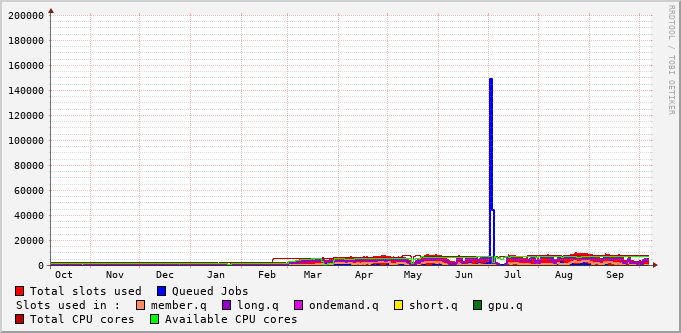 200000
180000
160000
140000
120000
100000
80000
60000
40000
20000
0
Oct Nov Dec Jan Feb Mar Apr May Jun Jul Aug Sep
Total slots used Queued Jobs
Slots used in : member.q long.q ondemand.q short.q gpu.q
Total CPU cores Available CPU cores
RRDTOOL / TOBI OETIKER